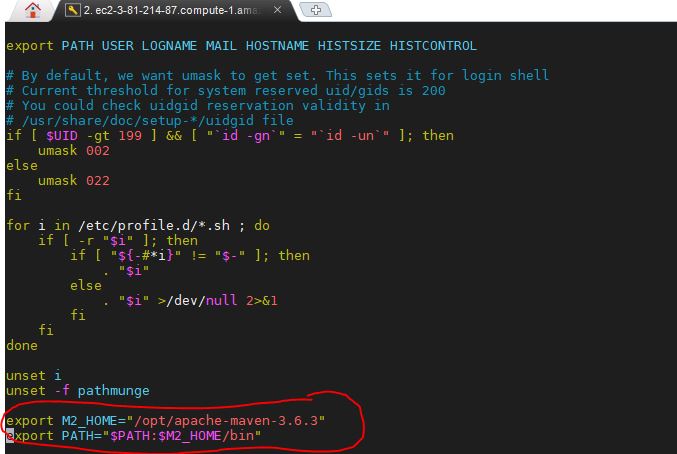 2. ec2-3-81-214-87.compute-1.ama
export PATH USER LOGNAME MAIL HOSTNAME HISTSIZE HISTCONTROL
# By default, we want umask to get set. This sets it for login shell
# Current threshold for system reserved uid/gids is 200
# You could check uidgid reservation validity in
# /usr/share/doc/setup-*/uidgid file
if [ $UID -gt 199 ] && [ "`id -gn`" = "`id -un`" ]; then
    umask 002
else
    umask 022
fi
for i in /etc/profile.d/*.sh ; do
    if [ -r "$i" ]; then
        if [ "${-#*i}" != "$-" ]; then
            . "$i"
        else
            . "$i" >/dev/null 2>&1
        fi
    fi
done
unset i
unset -f pathmunge
export M2_HOME="/opt/apache-maven-3.6.3"
export PATH="$PATH:$M2_HOME/bin"